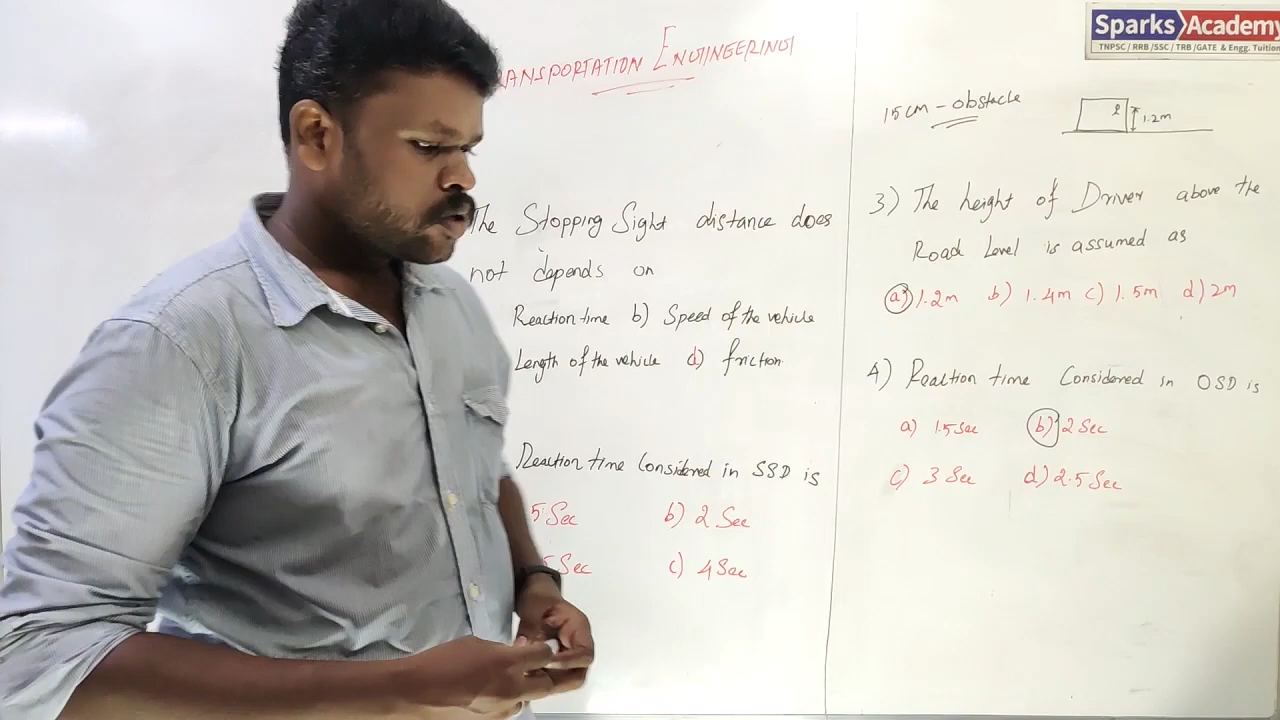 Sparks Academy
TNPSC / RRB / SSC / TRB / GATE & Engg. Tuition
RANSPORTATION ENGINEERING
The Stopping Sight distance does
not depends on
Reaction time b) Speed of the vehicle
Length of the vehicle d) friction
Reaction time Considered in SSD is
5 Sec b) 2 Sec
5 Sec c) 4 Sec
15 cm - obstacle
1.2m
3) The height of Driver above the
Road Level is assumed as
a) 1.2m b) 1.4m c) 1.5m d) 2m
4) Reaction time Considered in OSD is
a) 1.5 Sec b) 2 Sec
c) 3 Sec d) 2.5 Sec